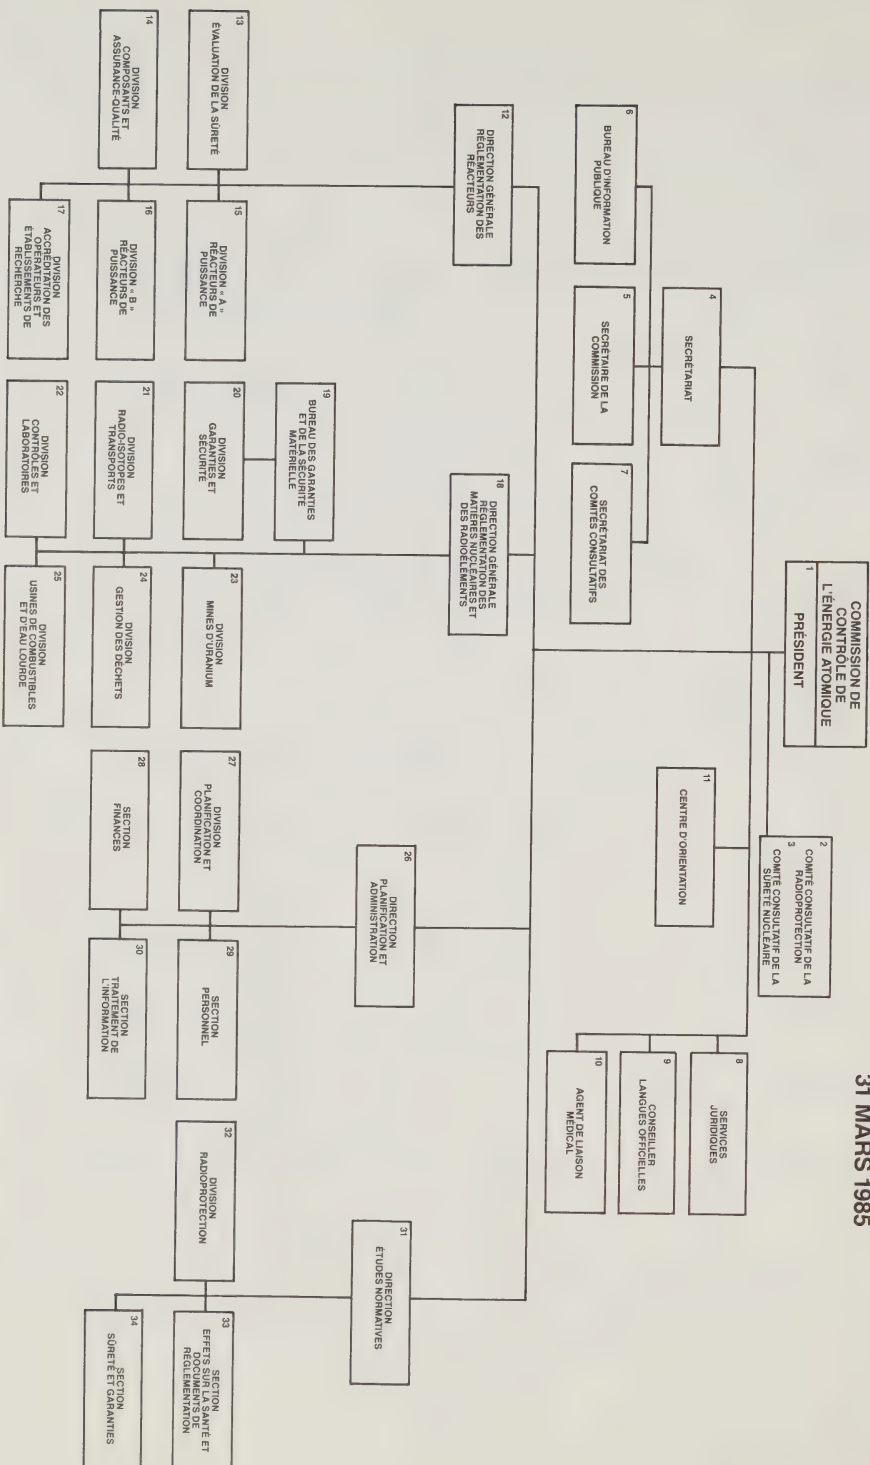 31 MARS 1985
COMMISSION DE
CONTRÔLE DE
L'ÉNERGIE ATOMIQUE
1
PRÉSIDENT
2
COMITÉ CONSULTATIF DE LA
RADIOPROTECTION
3
COMITÉ CONSULTATIF DE LA
SÛRETÉ NUCLÉAIRE
4
SECRÉTARIAT
5
SECRÉTAIRE DE LA
COMMISSION
6
BUREAU D'INFORMATION
PUBLIQUE
7
SECRÉTARIAT DES
COMITÉS CONSULTATIFS
8
SERVICES
JURIDIQUES
9
CONSEILLER
LANGUES OFFICIELLES
10
AGENT DE LIAISON
MÉDICAL
11
CENTRE D'ORIENTATION
12
DIRECTION GÉNÉRALE
RÉGLEMENTATION DES
RÉACTEURS
13
DIVISION
ÉVALUATION DE LA SÛRETÉ
14
DIVISION
COMPOSANTS ET
ASSURANCE-QUALITÉ
15
DIVISION « A »
RÉACTEURS DE
PUISSANCE
16
DIVISION « B »
RÉACTEURS DE
PUISSANCE
17
DIVISION
ACCRÉDITATION DES
OPÉRATEURS ET
ÉTABLISSEMENTS DE
RECHERCHE
18
DIRECTION GÉNÉRALE
RÉGLEMENTATION DES
MATIÈRES NUCLÉAIRES ET
DES RADIOÉLÉMENTS
19
BUREAU DES GARANTIES
ET DE LA SÉCURITÉ
MATÉRIELLE
20
DIVISION
GARANTIES ET
SÉCURITÉ
21
DIVISION
RADIO-ISOTOPES ET
TRANSPORTS
22
DIVISION
CONTRÔLES ET
LABORATOIRES
23
DIVISION
MINES D'URANIUM
24
DIVISION
GESTION DES DÉCHETS
25
DIVISION
USINES DE COMBUSTIBLES
ET D'EAU LOURDE
26
DIRECTION
PLANIFICATION ET
ADMINISTRATION
27
DIVISION
PLANIFICATION ET
COORDINATION
28
SECTION
FINANCES
29
SECTION
PERSONNEL
30
SECTION
TRAITEMENT DE
L'INFORMATION
31
DIRECTION
ÉTUDES NORMATIVES
32
DIVISION
RADIOPROTECTION
33
SECTION
EFFETS SUR LA SANTÉ ET
DOCUMENTS DE
RÉGLEMENTATION
34
SECTION
SÛRETÉ ET GARANTIES